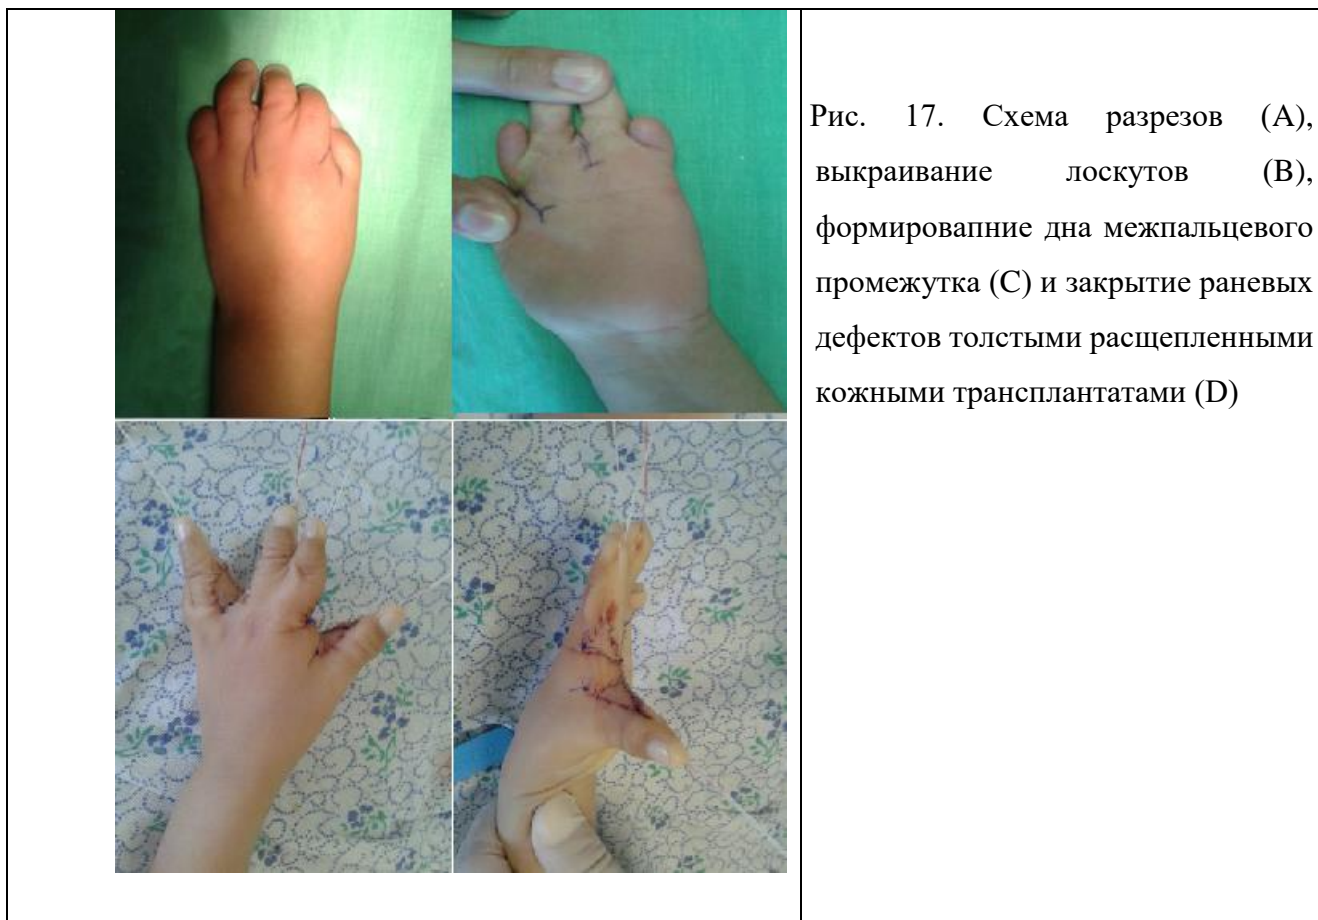 Рис. 17. Схема разрезов (A),
выкраивание лоскутов (B),
формировапние дна межпальцевого
промежутка (C) и закрытие раневых
дефектов толстыми расщепленными
кожными трансплантатами (D)